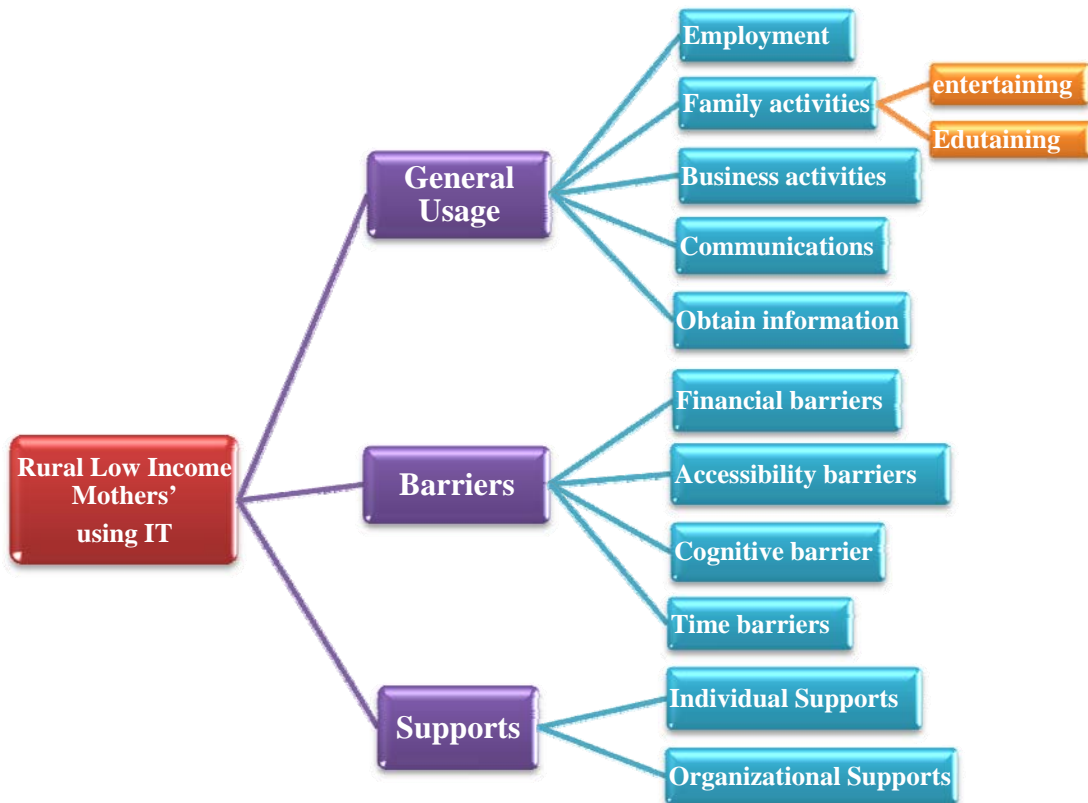 Rural Low Income
Mothers’
using IT
General
Usage
Employment
Family activities
entertaining
Edutaining
Business activities
Communications
Obtain information
Barriers
Financial barriers
Accessibility barriers
Cognitive barrier
Time barriers
Supports
Individual Supports
Organizational Supports